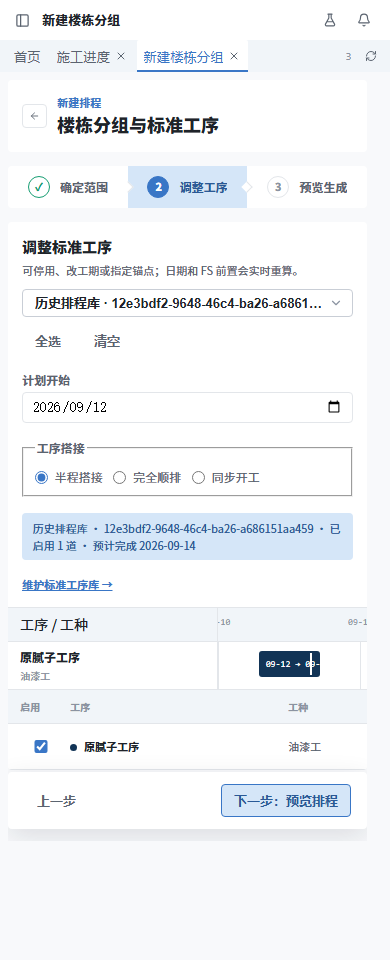 新建楼栋分组
首页 施工进度 新建楼栋分组 3
新建排程
楼栋分组与标准工序
确定范围 2 调整工序 3 预览生成
调整标准工序
可停用、改工期或指定锚点；日期和 FS 前置会实时重算。
历史排程库 · 12e3bdf2-9648-46c4-ba26-a6861...
全选 清空
计划开始
2026/09/12
工序搭接
半程搭接 完全顺排 同步开工
历史排程库 · 12e3bdf2-9648-46c4-ba26-a686151aa459 · 已
启用 1 道 · 预计完成 2026-09-14
维护标准工序库 →
工序 / 工种 -10 09-1
原腻子工序 09-12 → 09-
油漆工
启用 工序 工种
原腻子工序 油漆工
上一步 下一步：预览排程